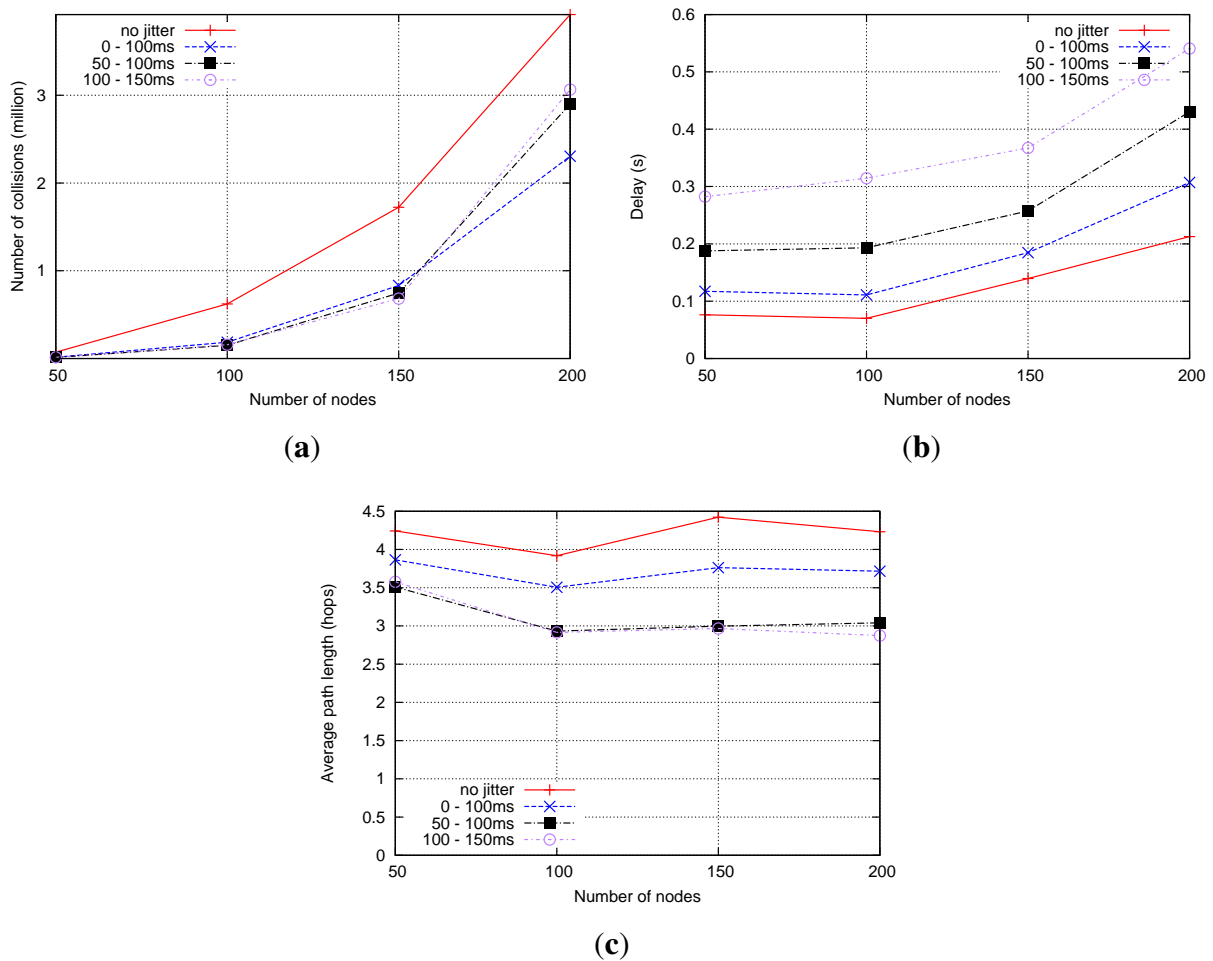 no jitter
0 - 100ms
50 - 100ms
100 - 150ms
Number of collisions (million)
3
2
1
50 100 150 200
Number of nodes
(a)
no jitter
0 - 100ms
50 - 100ms
100 - 150ms
Delay (s)
0.6
0.5
0.4
0.3
0.2
0.1
0
50 100 150 200
Number of nodes
(b)
Average path length (hops)
4.5
4
3.5
3
2.5
2
1.5
1
0.5
0
no jitter
0 - 100ms
50 - 100ms
100 - 150ms
50 100 150 200
Number of nodes
(c)